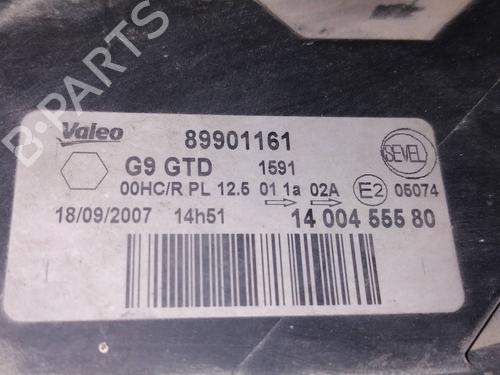 B-PARTS
Valeo 89901161 SEVEL
G9 GTD 1591
00HC/R PL 12.5 01 1a 02A E2 05074
18/09/2007 14h51 14 004 555 80